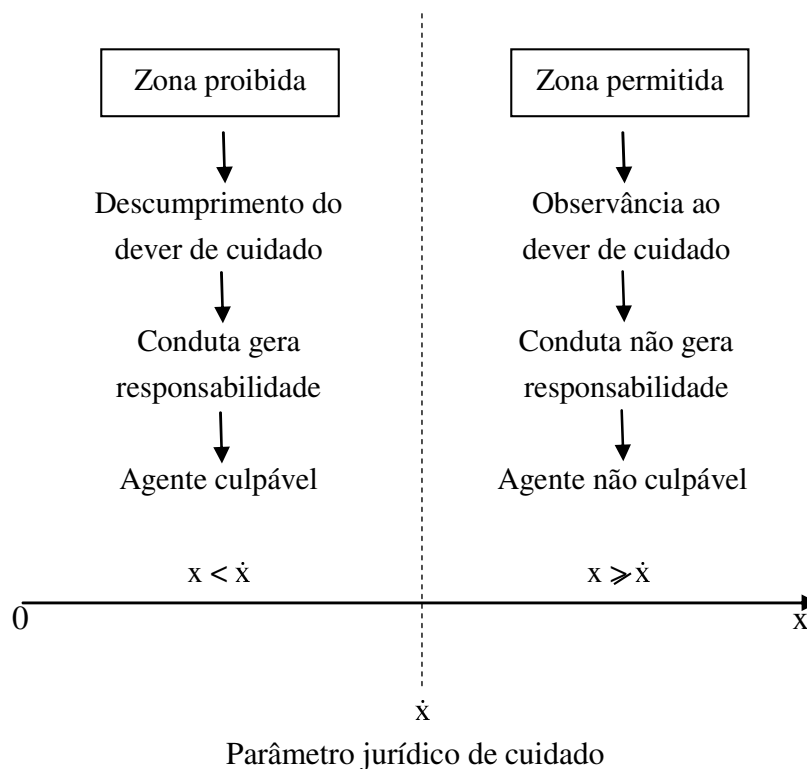 Zona proibida
Descumprimento do
dever de cuidado
Conduta gera
responsabilidade
Agente culpável
x < ẋ
Zona permitida
Observância ao
dever de cuidado
Conduta não gera
responsabilidade
Agente não culpável
x ⩾ ẋ
0
x
ẋ
Parâmetro jurídico de cuidado